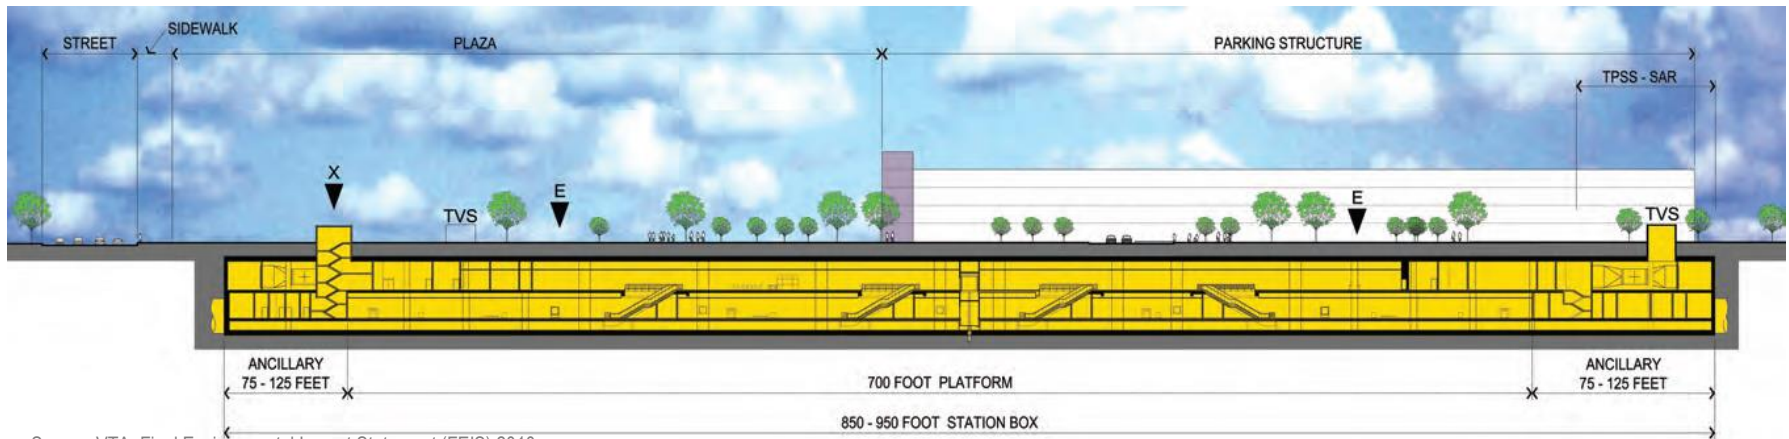 STREET
SIDEWALK
PLAZA
PARKING STRUCTURE
TPSS - SAR
X
TVS
E
E
TVS
ANCILLARY
75 - 125 FEET
700 FOOT PLATFORM
ANCILLARY
75 - 125 FEET
850 - 950 FOOT STATION BOX